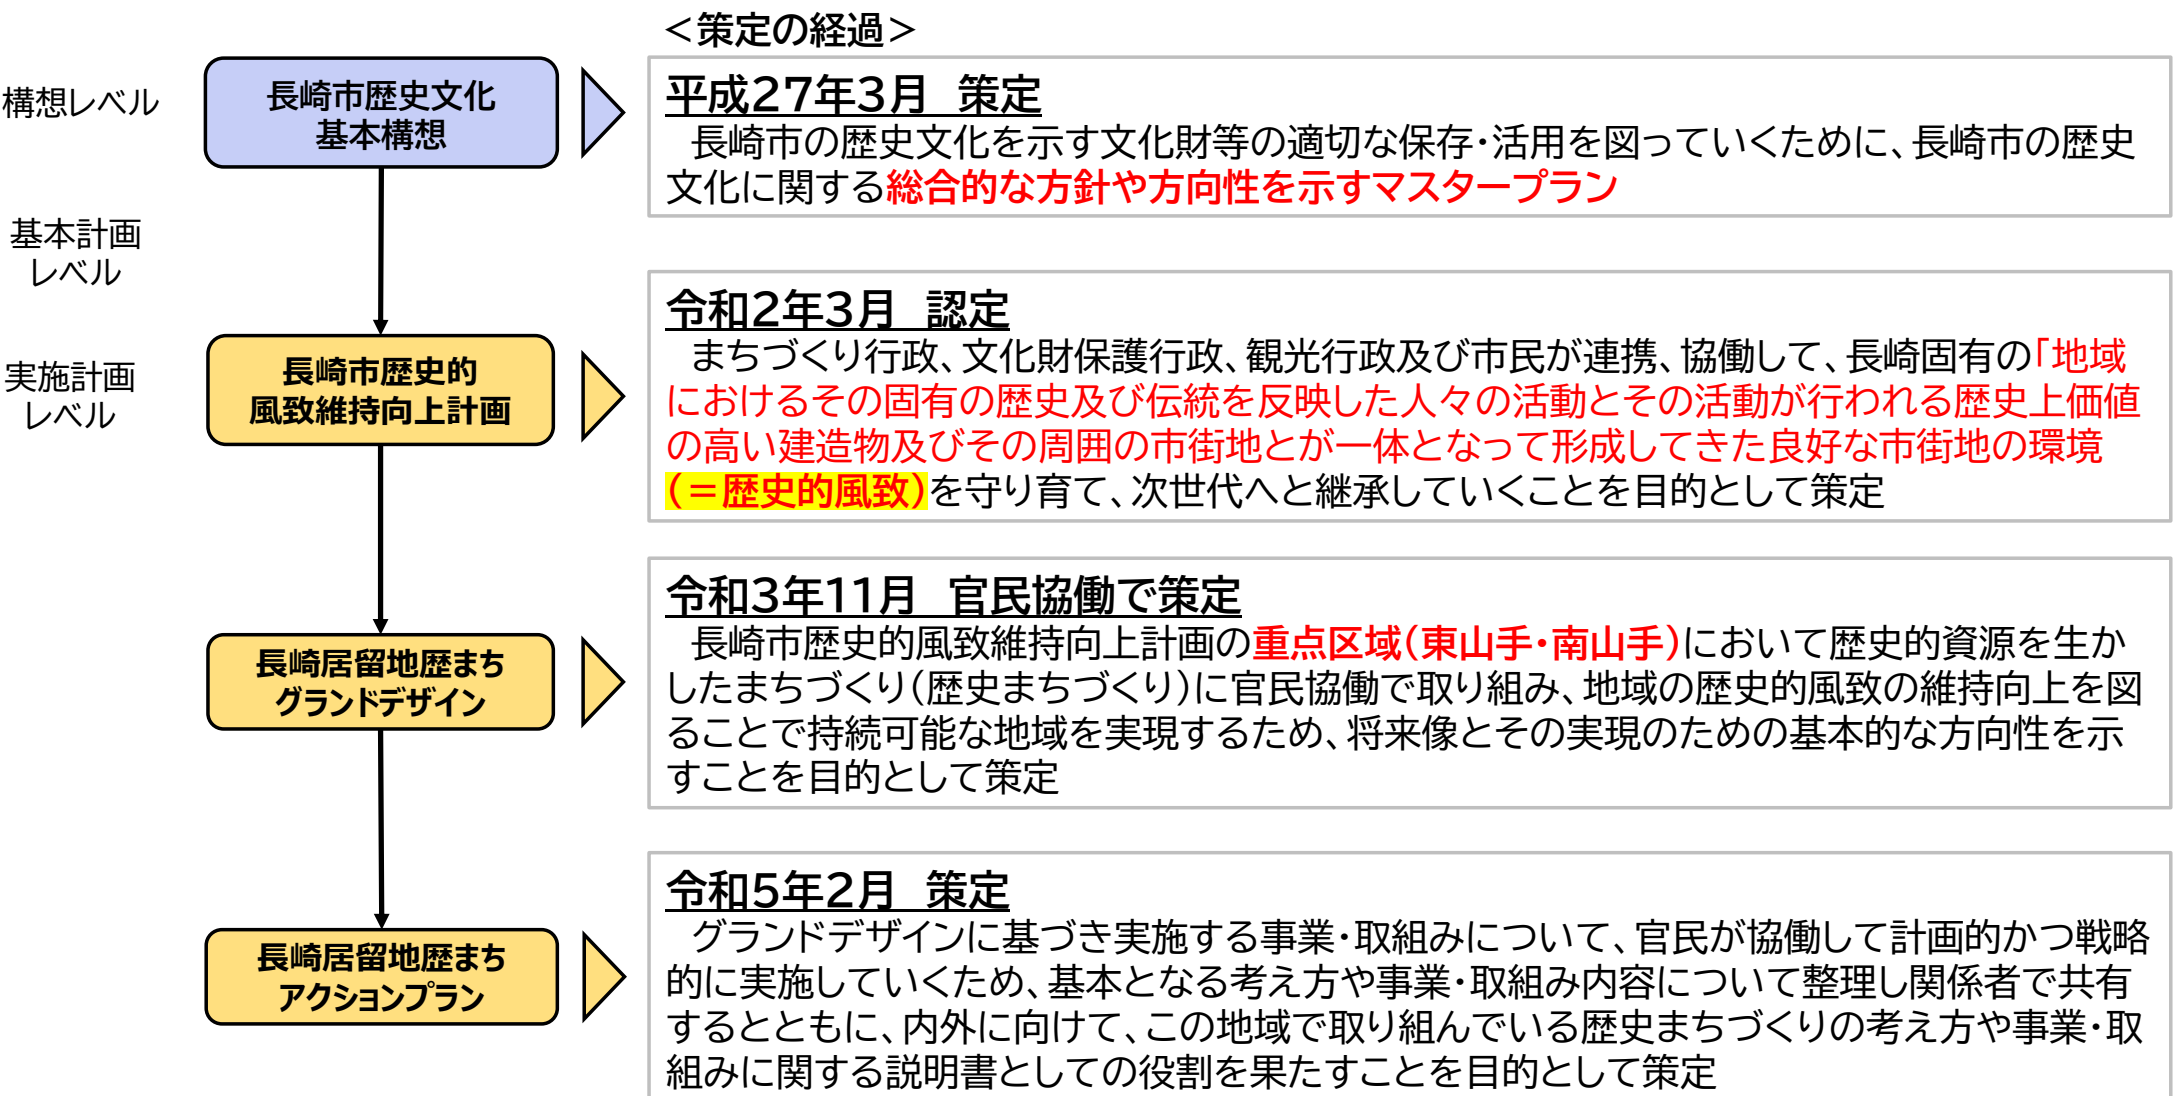 <策定の経過>
構想レベル
長崎市歴史文化
基本構想
平成27年3月 策定
長崎市の歴史文化を示す文化財等の適切な保存・活用を図っていくために、長崎市の歴史
文化に関する総合的な方針や方向性を示すマスタープラン
基本計画
レベル
実施計画
レベル
長崎市歴史的
風致維持向上計画
令和2年3月 認定
まちづくり行政、文化財保護行政、観光行政及び市民が連携、協働して、長崎固有の「地域
におけるその固有の歴史及び伝統を反映した人々の活動とその活動が行われる歴史上価値
の高い建造物及びその周囲の市街地とが一体となって形成してきた良好な市街地の環境
(=歴史的風致)を守り育て、次世代へと継承していくことを目的として策定
長崎居留地歴まち
グランドデザイン
令和3年11月 官民協働で策定
長崎市歴史的風致維持向上計画の重点区域(東山手・南山手)において歴史的資源を生か
したまちづくり(歴史まちづくり)に官民協働で取り組み、地域の歴史的風致の維持向上を図
ることで持続可能な地域を実現するため、将来像とその実現のための基本的な方向性を示
すことを目的として策定
長崎居留地歴まち
アクションプラン
令和5年2月 策定
グランドデザインに基づき実施する事業・取組みについて、官民が協働して計画的かつ戦略
的に実施していくため、基本となる考え方や事業・取組み内容について整理し関係者で共有
するとともに、内外に向けて、この地域で取り組んでいる歴史まちづくりの考え方や事業・取
組みに関する説明書としての役割を果たすことを目的として策定